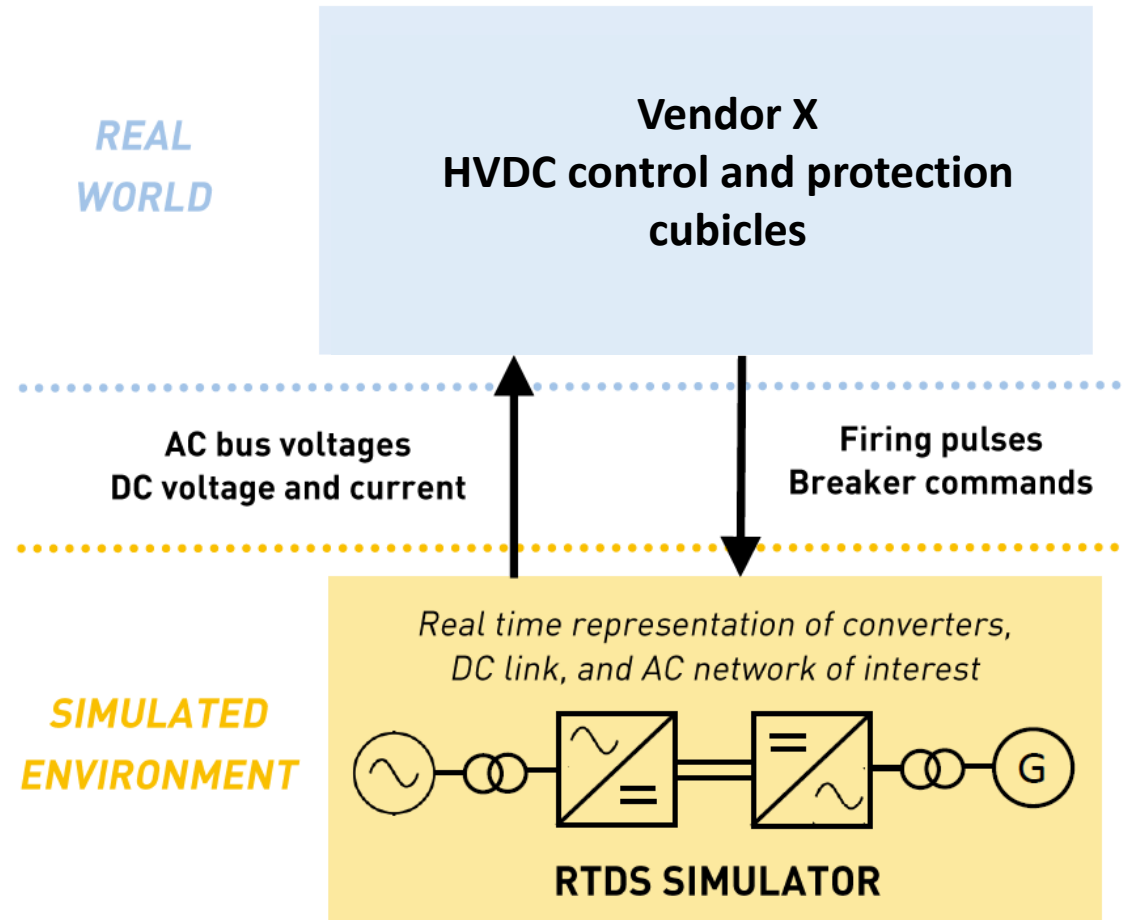 REAL
WORLD
Vendor X
HVDC control and protection
cubicles
AC bus voltages
DC voltage and current
Firing pulses
Breaker commands
SIMULATED
ENVIRONMENT
Real time representation of converters,
DC link, and AC network of interest
G
RTDS SIMULATOR